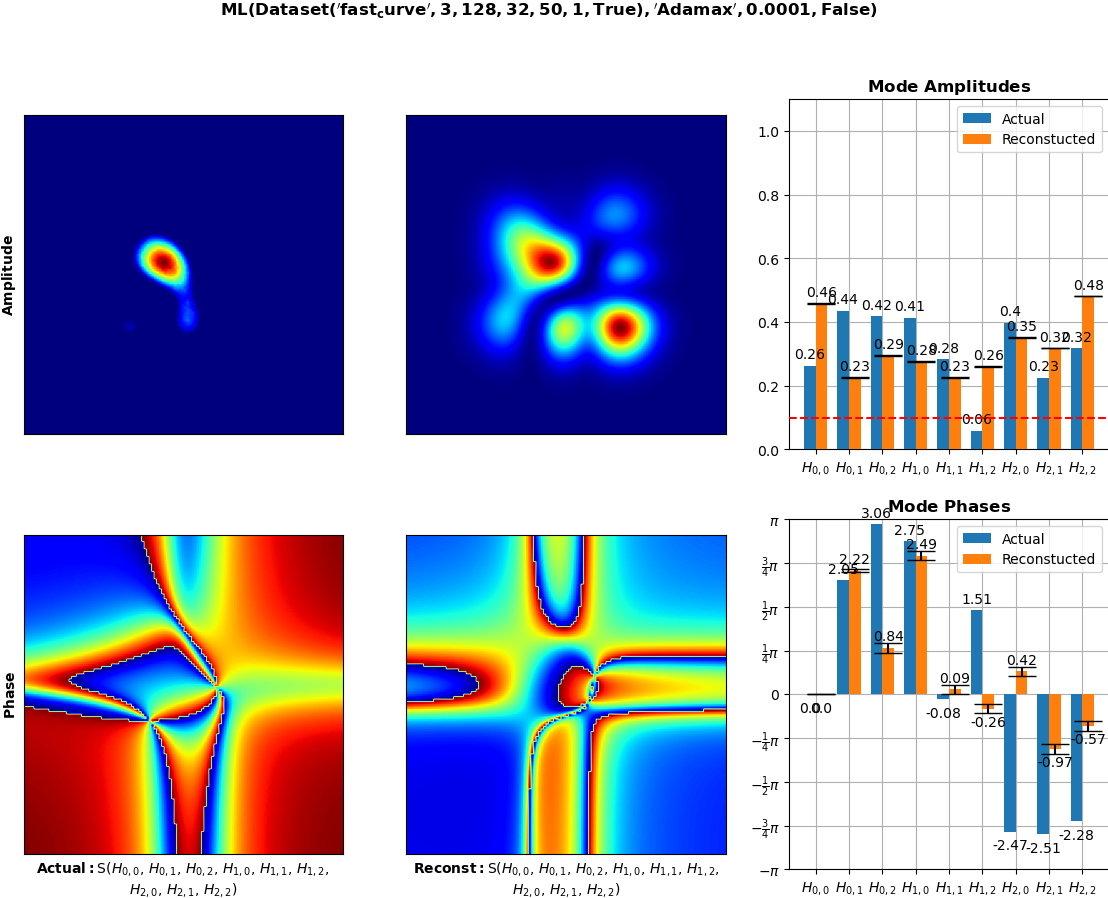 ML(Dataset('fast_curve', 3, 128, 32, 50, 1, True), 'Adamax', 0.0001, False)
Mode Amplitudes
Amplitude
1.0
0.8
0.6
0.4
0.2
0.0
Actual
Reconstucted
0.26 0.46 0.44 0.23 0.42 0.29 0.41 0.28 0.28 0.23 0.06 0.26 0.4 0.35 0.23 0.32 0.32 0.48
H0,0 H0,1 H0,2 H1,0 H1,1 H1,2 H2,0 H2,1 H2,2
Mode Phases
Phase
π
3/4π
1/2π
1/4π
0
−1/4π
−1/2π
−3/4π
−π
Actual
Reconstucted
0.0 0.0 2.05 2.22 3.06 0.84 2.75 2.49 -0.08 0.09 1.51 -0.26 -2.47 0.42 -2.51 -0.97 -2.28 -0.57
H0,0 H0,1 H0,2 H1,0 H1,1 H1,2 H2,0 H2,1 H2,2
Actual: S(H0,0, H0,1, H0,2, H1,0, H1,1, H1,2,
H2,0, H2,1, H2,2)
Reconst: S(H0,0, H0,1, H0,2, H1,0, H1,1, H1,2,
H2,0, H2,1, H2,2)